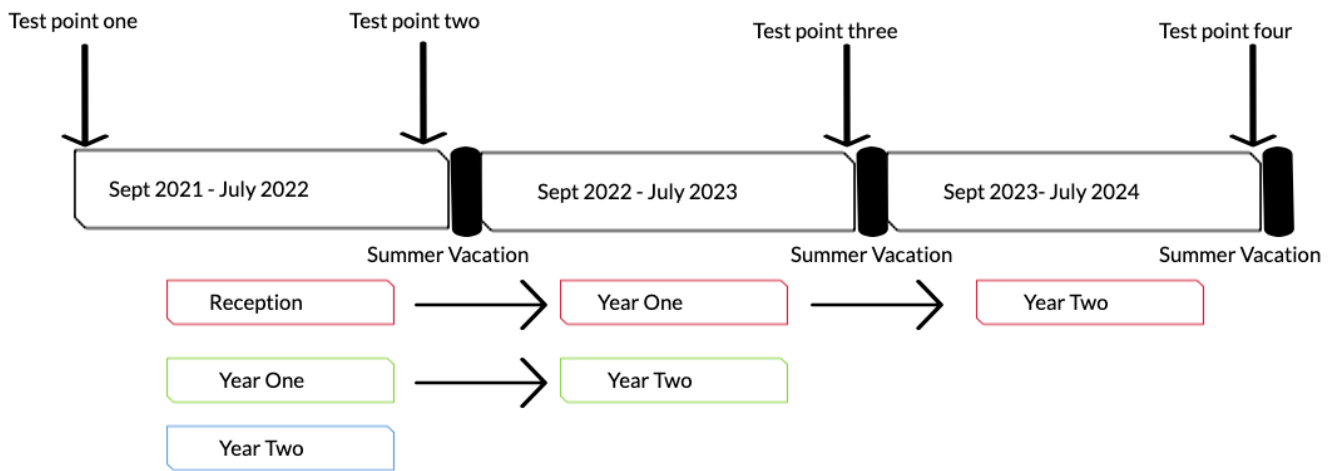 Test point one
Test point two
Test point three
Test point four
Sept 2021 - July 2022
Sept 2022 - July 2023
Sept 2023- July 2024
Summer Vacation
Summer Vacation
Summer Vacation
Reception
Year One
Year Two
Year One
Year Two
Year Two